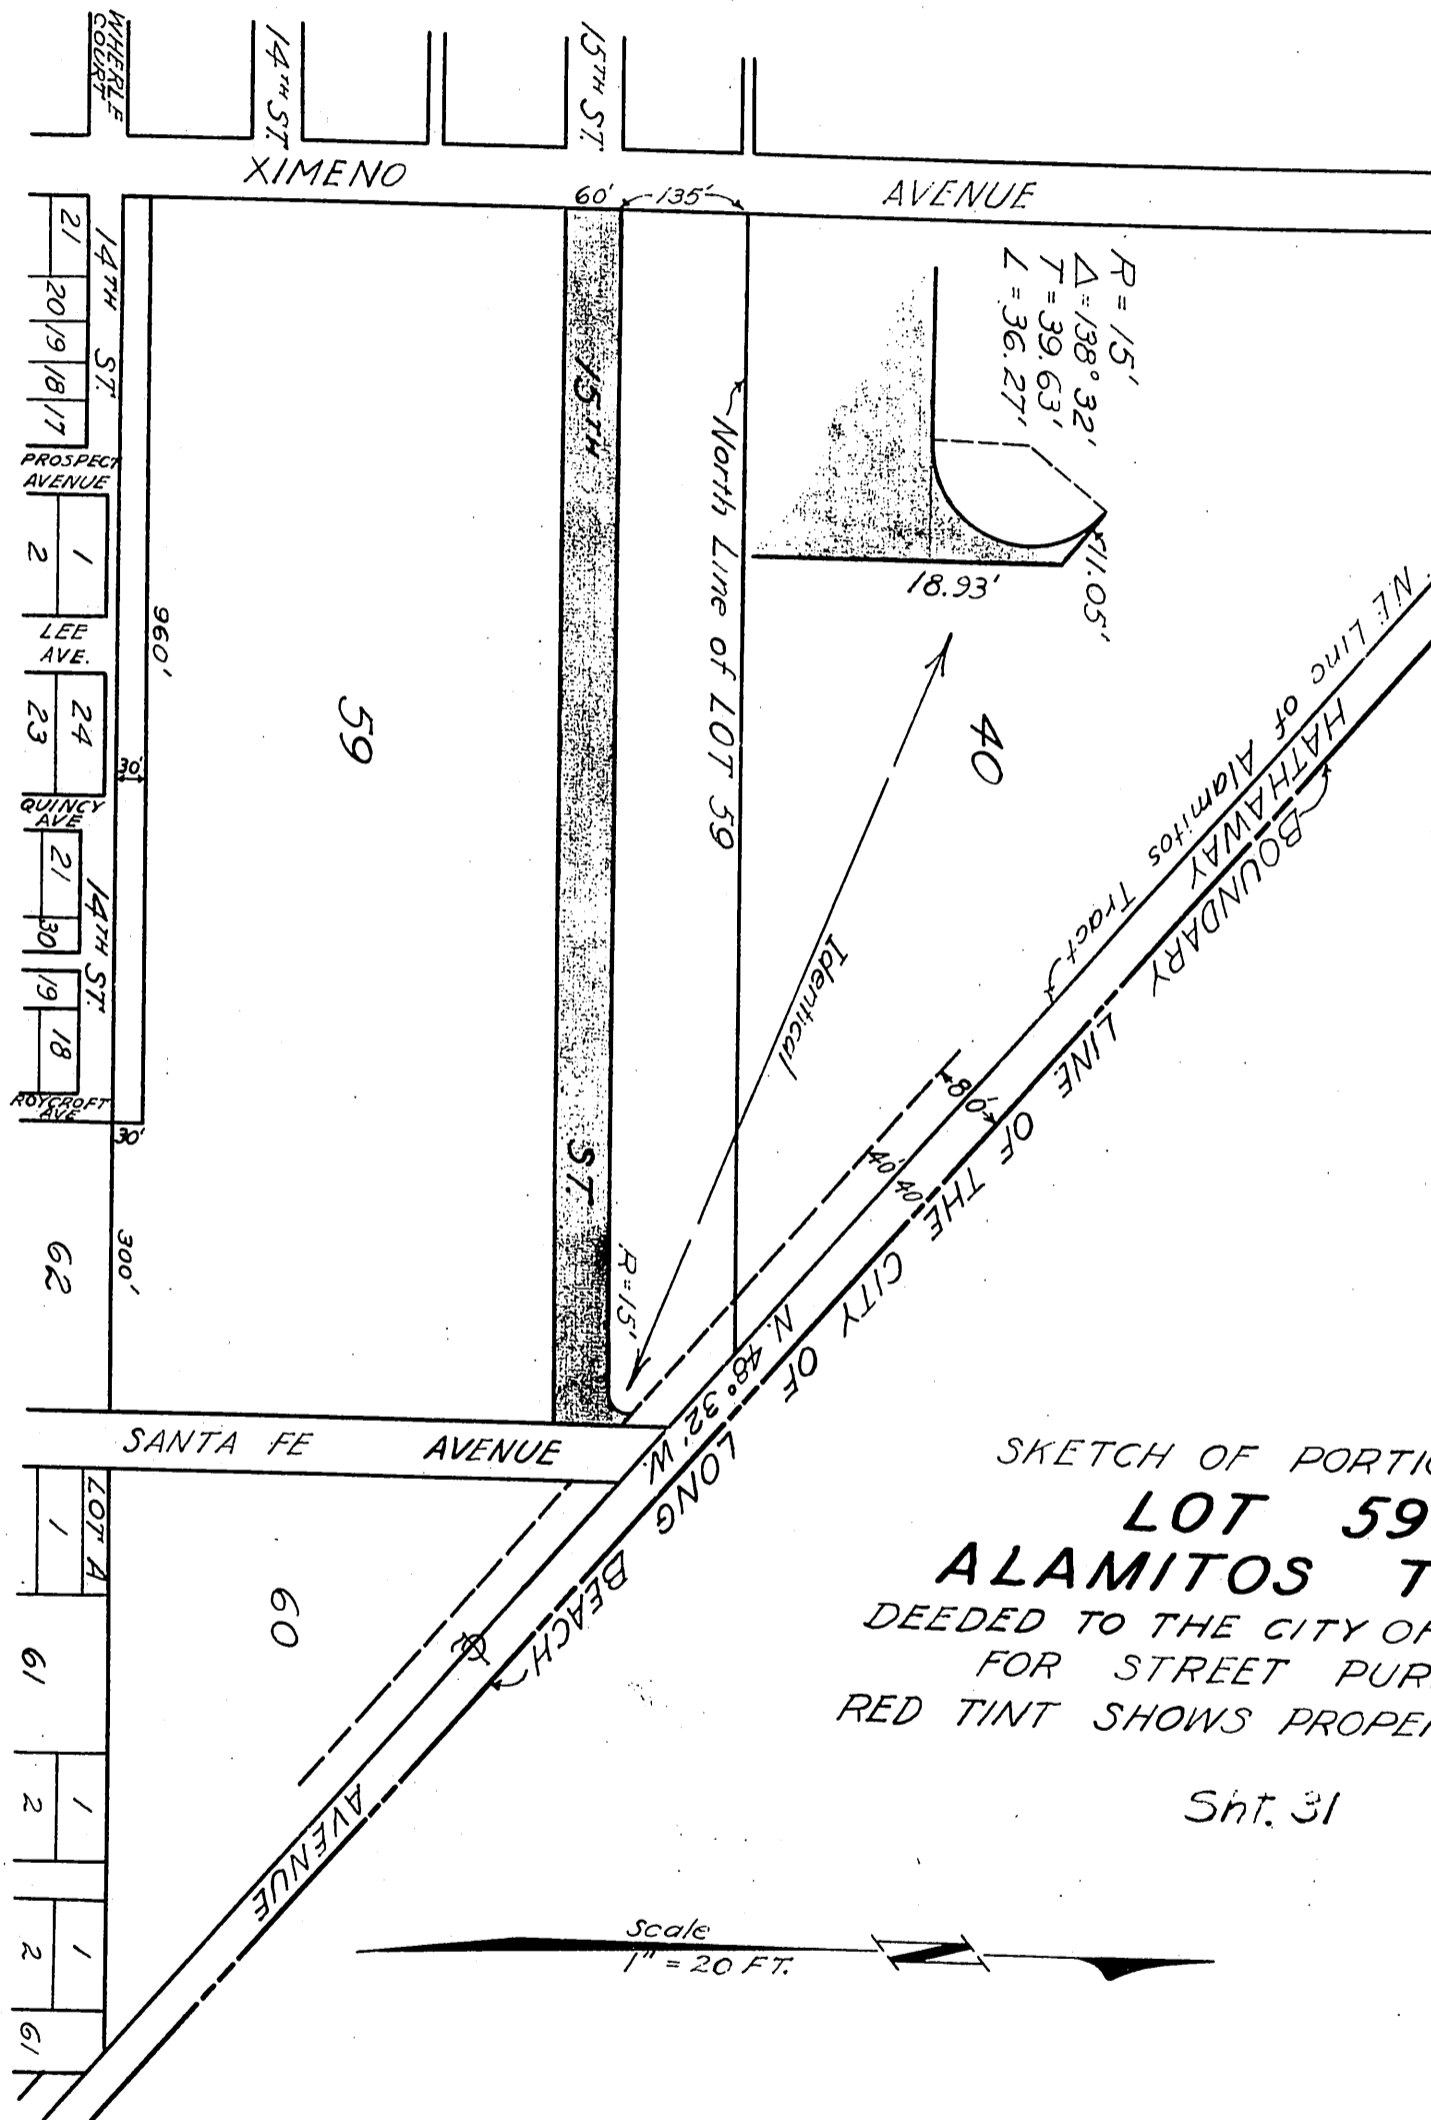 WHERLE
COURT
14TH ST.
15TH ST.
XIMENO AVENUE
60'
135'
21
20
19
18
17
14TH ST.
PROSPECT
AVENUE
1
2
LEE
AVE.
24
23
QUINCY
AVE
21
30
19
18
14TH ST.
ROYCROFT
AVE
960'
30'
30'
300'
62
59
15TH ST.
North Line of LOT 59
R = 15'
Δ = 138° 32'
T = 39.63'
L = 36.27'
11.05'
18.93'
40
Identical
R=15'
NE Line of Alamitos Tract
HATHAWAY AVENUE
BOUNDARY LINE OF THE CITY OF LONG BEACH
80'
40'
40
N. 48° 32' W.
SANTA FE AVENUE
LOT A
1
60
61
1
2
1
2
61
SKETCH OF
LOT 59
ALAMITOS
DEEDED TO THE CITY
FOR STREET
RED TINT SHOWS
Sht. 31
Scale
1" = 20 FT.